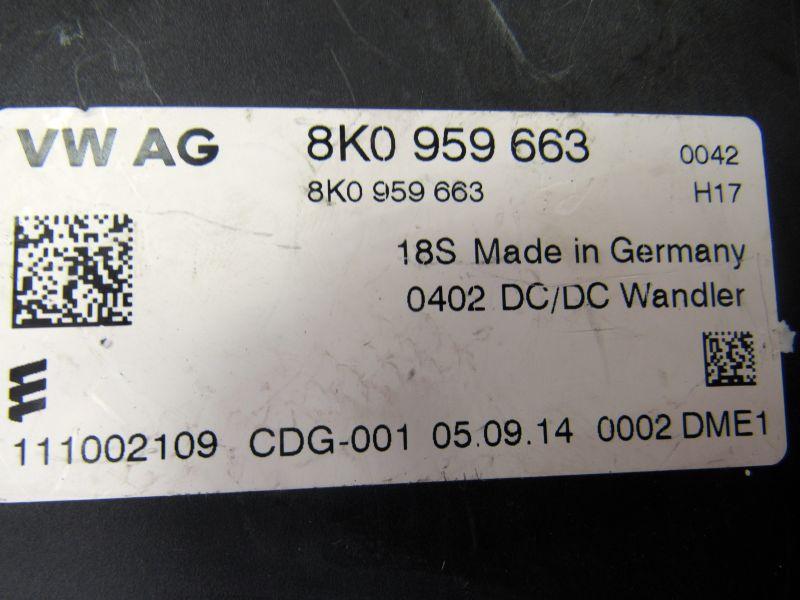 VW AG 8K0 959 663 0042
8K0 959 663 H17
18S Made in Germany
0402 DC/DC Wandler
111002109 CDG-001 05.09.14 0002 DME1